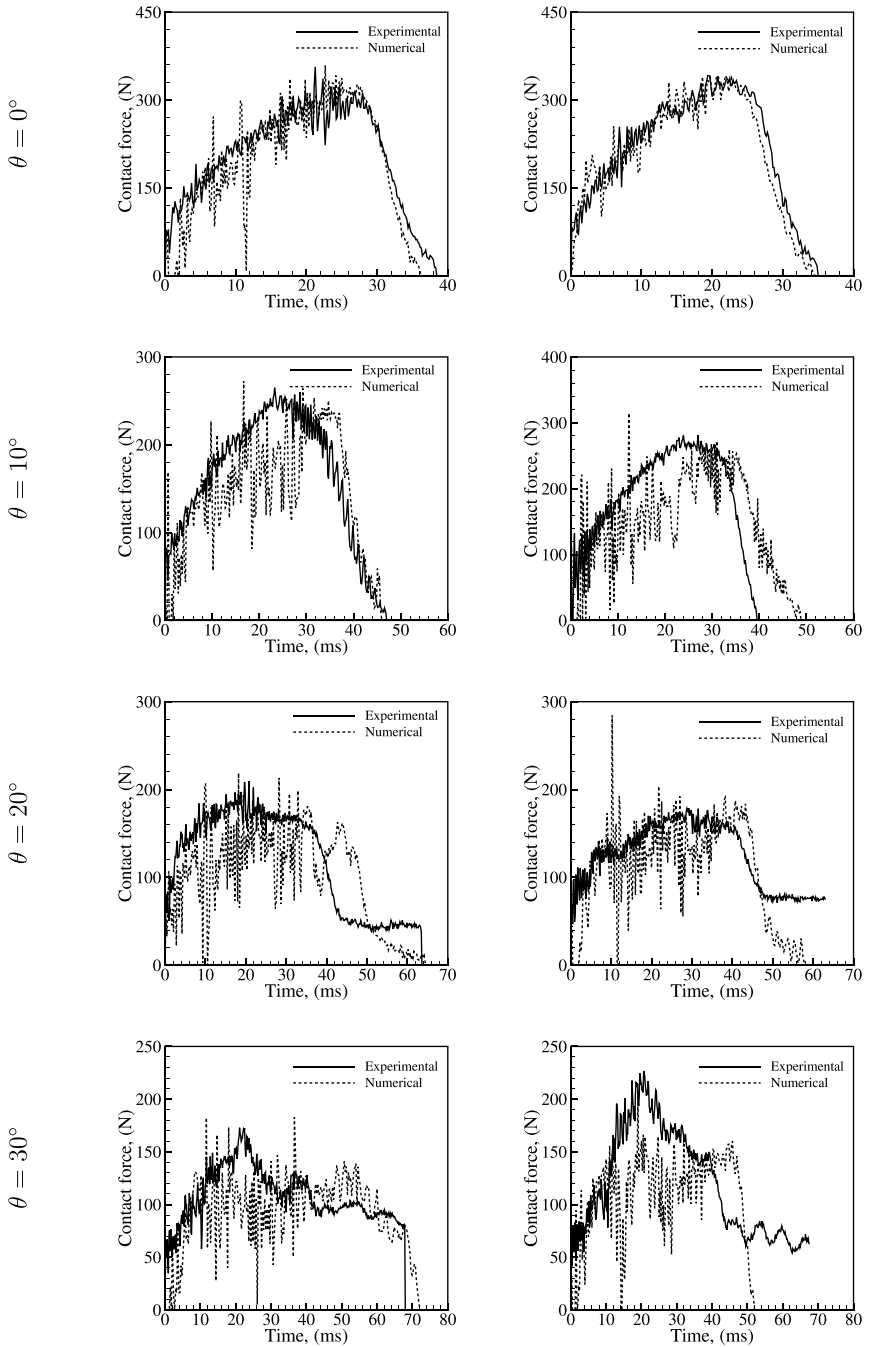 θ = 0°
450
300
150
0
Contact force, (N)
Experimental
Numerical
0 10 20 30 40
Time, (ms)
450
300
150
0
Contact force, (N)
Experimental
Numerical
0 10 20 30 40
Time, (ms)
θ = 10°
300
200
100
0
Contact force, (N)
Experimental
Numerical
0 10 20 30 40 50 60
Time, (ms)
400
300
200
100
0
Contact force, (N)
Experimental
Numerical
0 10 20 30 40 50 60
Time, (ms)
θ = 20°
300
200
100
0
Contact force, (N)
Experimental
Numerical
0 10 20 30 40 50 60 70
Time, (ms)
300
200
100
0
Contact force, (N)
Experimental
Numerical
0 10 20 30 40 50 60 70
Time, (ms)
θ = 30°
250
200
150
100
50
0
Contact force, (N)
Experimental
Numerical
0 10 20 30 40 50 60 70 80
Time, (ms)
250
200
150
100
50
0
Contact force, (N)
Experimental
Numerical
0 10 20 30 40 50 60 70 80
Time, (ms)